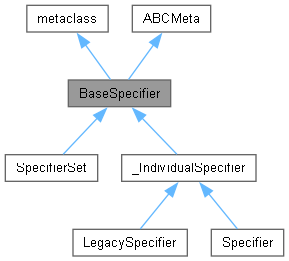 metaclass ABCMeta
BaseSpecifier
SpecifierSet _IndividualSpecifier
LegacySpecifier Specifier